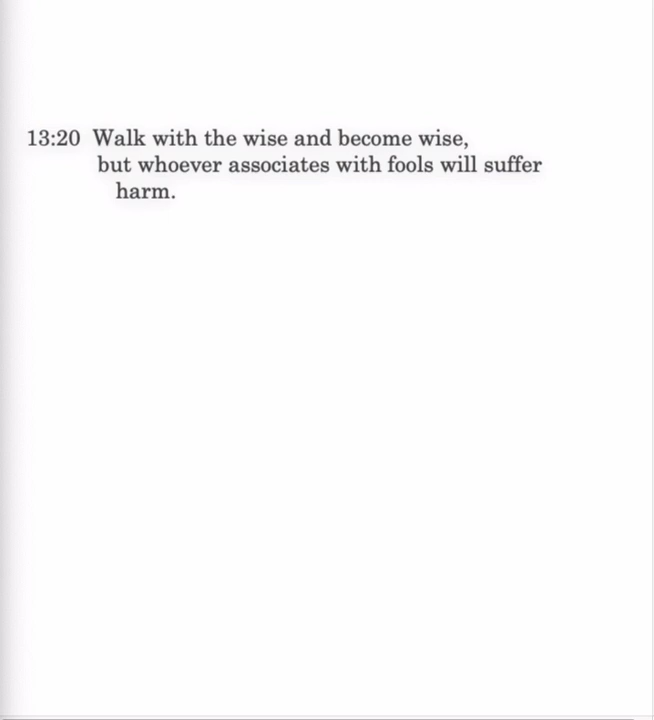 13:20 Walk with the wise and become wise,
but whoever associates with fools will suffer
harm.